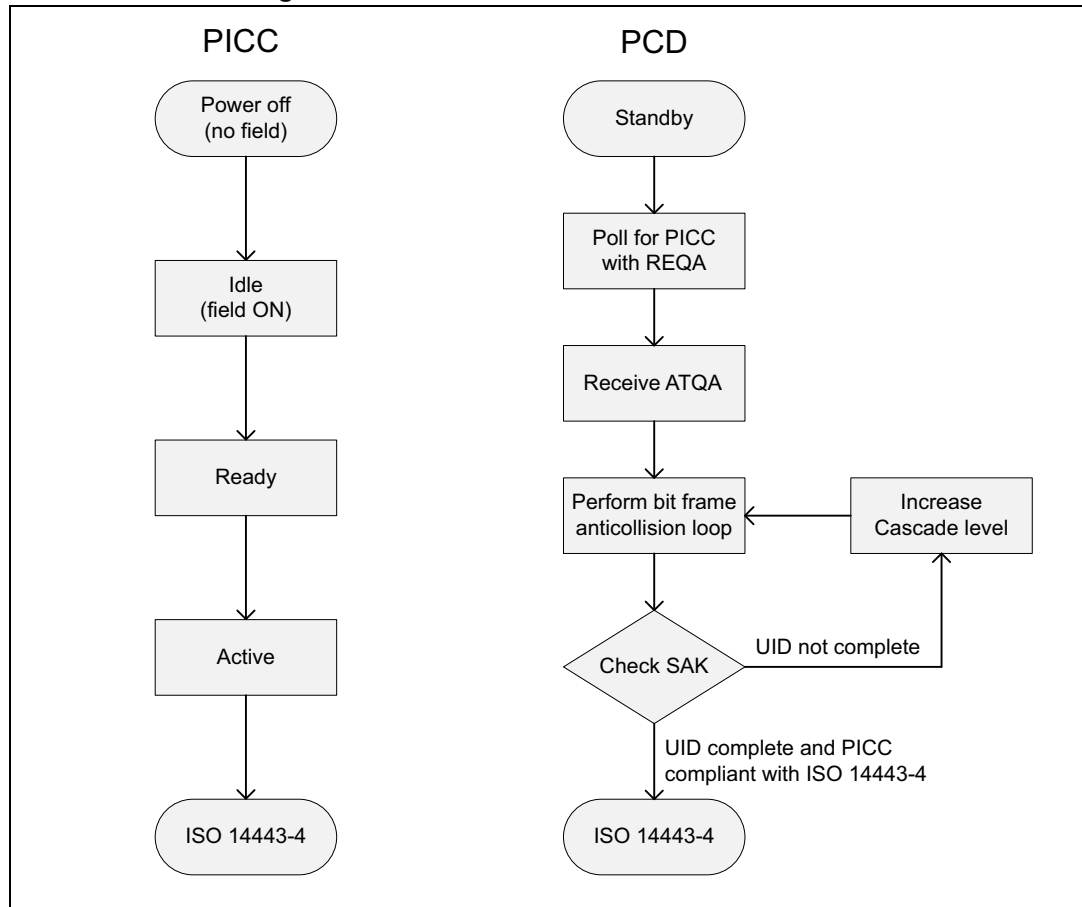 PICC
Power off
(no field)
Idle
(field ON)
Ready
Active
ISO 14443-4
PCD
Standby
Poll for PICC
with REQA
Receive ATQA
Perform bit frame
anticollision loop
Increase
Cascade level
Check SAK
UID not complete
UID complete and PICC
compliant with ISO 14443-4
ISO 14443-4